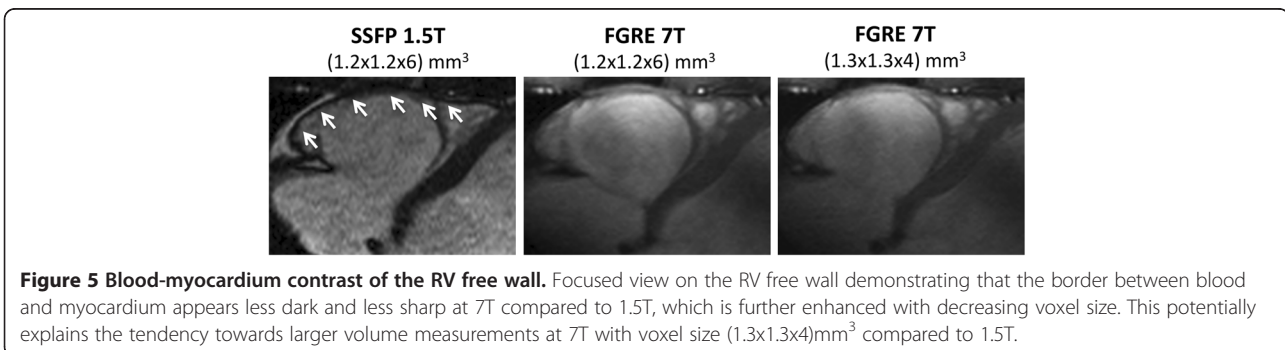 SSFP 1.5T FGRE 7T FGRE 7T
(1.2x1.2x6) mm³ (1.2x1.2x6) mm³ (1.3x1.3x4) mm³
Figure 5 Blood-myocardium contrast of the RV free wall. Focused view on the RV free wall demonstrating that the border between blood
and myocardium appears less dark and less sharp at 7T compared to 1.5T, which is further enhanced with decreasing voxel size. This potentially
explains the tendency towards larger volume measurements at 7T with voxel size (1.3x1.3x4)mm³ compared to 1.5T.